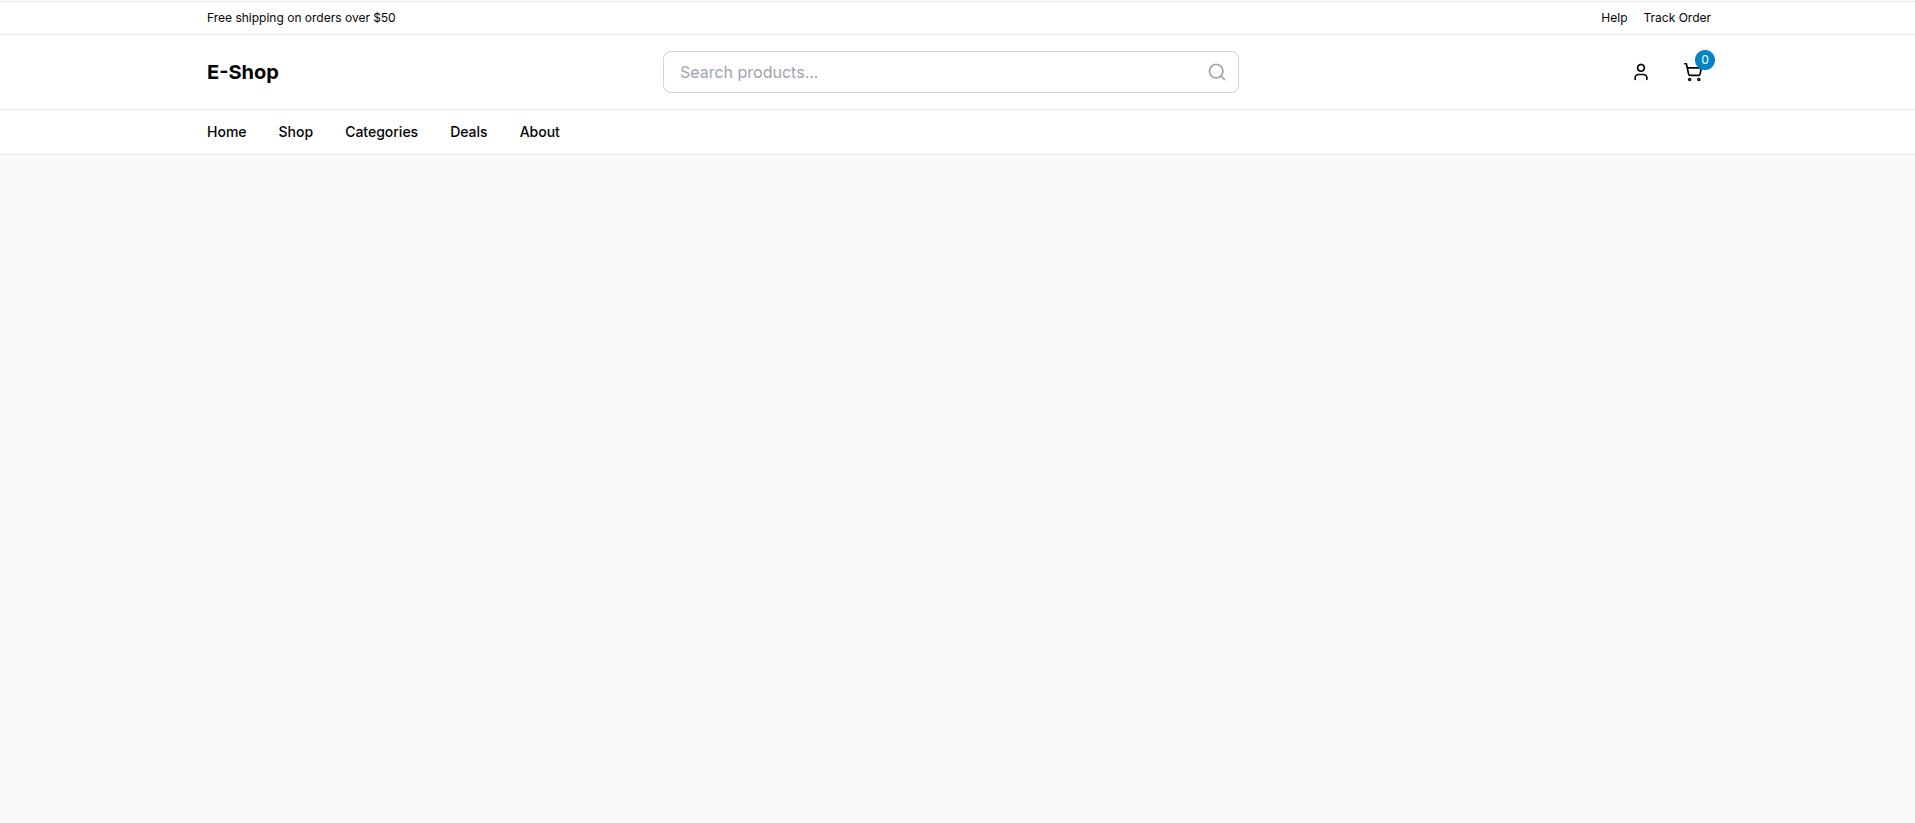 Free shipping on orders over $50
Help
Track Order
E-Shop
Search products...
0
Home
Shop
Categories
Deals
About